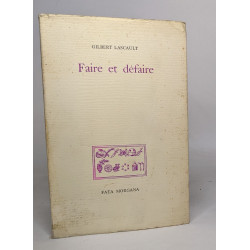 GILBERT LASCAULT
Faire et défaire
FATA MORGANA